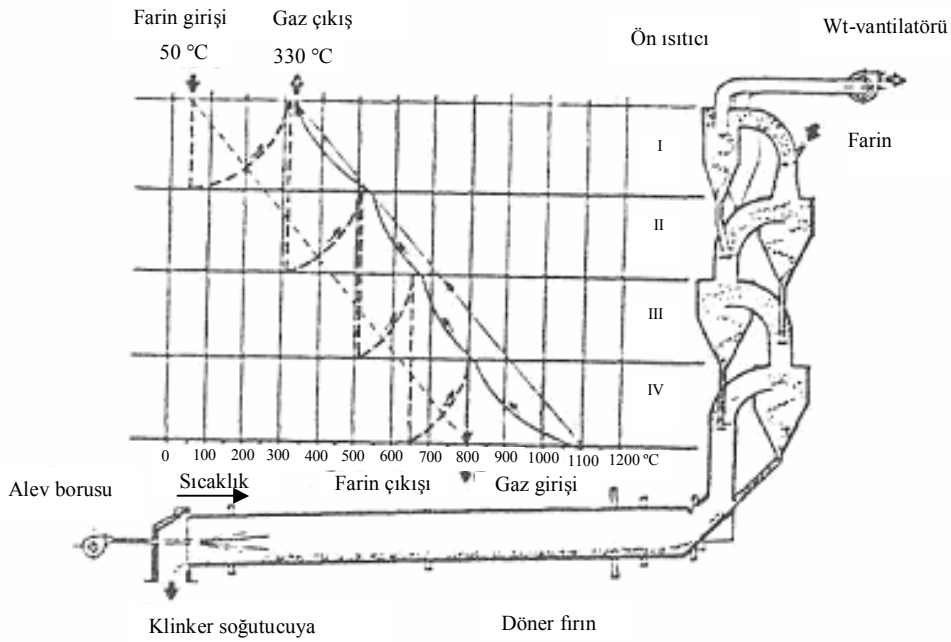 Farin girişi
50 °C
Gaz çıkış
330 °C
Ön ısıtıcı
Wt-vantilatörü
Farin
I
II
III
IV
0 100 200 300 400 500 600 700 800 900 1000 1100 1200 °C
Alev borusu
Sıcaklık
Farin çıkışı
Gaz girişi
Klinker soğutucuya
Döner fırın